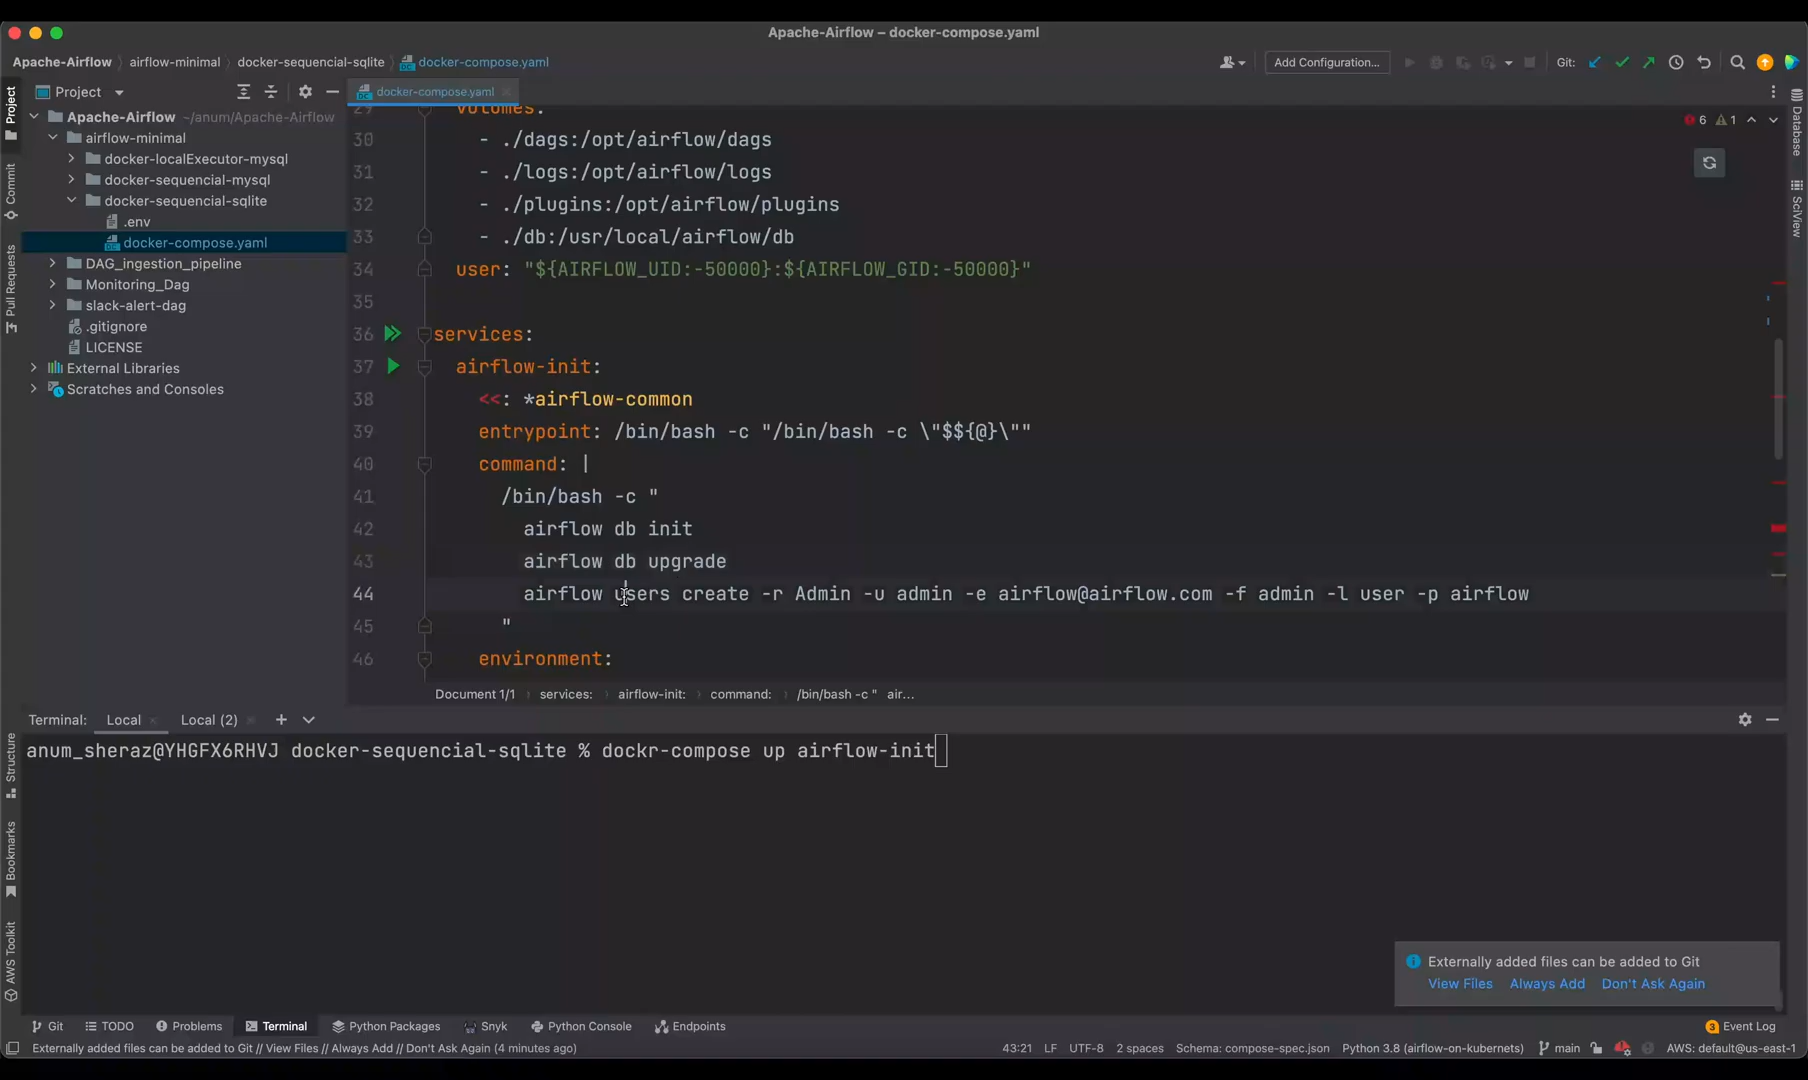 Apache-Airflow – docker-compose.yaml
Apache-Airflow
airflow-minimal
docker-sequencial-sqlite
docker-compose.yaml
Add Configuration...
Git:
Project
docker-compose.yaml
Apache-Airflow ~/anum/Apache-Airflow
airflow-minimal
docker-localExecutor-mysql
docker-sequencial-mysql
docker-sequencial-sqlite
.env
docker-compose.yaml
DAG_ingestion_pipeline
Monitoring_Dag
slack-alert-dag
.gitignore
LICENSE
External Libraries
Scratches and Consoles
Project
Commit
Pull Requests
Structure
Bookmarks
AWS Toolkit
29 volumes:
30 - ./dags:/opt/airflow/dags
31 - ./logs:/opt/airflow/logs
32 - ./plugins:/opt/airflow/plugins
33 - ./db:/usr/local/airflow/db
34 user: "${AIRFLOW_UID:-50000}:${AIRFLOW_GID:-50000}"
35
36 services:
37 airflow-init:
38 <<: *airflow-common
39 entrypoint: /bin/bash -c "/bin/bash -c \"$${@}\""
40 command: |
41 /bin/bash -c "
42 airflow db init
43 airflow db upgrade
44 airflow users create -r Admin -u admin -e airflow@airflow.com -f admin -l user -p airflow
45 "
46 environment:
6 1
Database
SciView
Document 1/1 services: airflow-init: command: /bin/bash -c " air...
Terminal: Local Local (2)
anum_sheraz@YHGFX6RHVJ docker-sequencial-sqlite % dockr-compose up airflow-init
Externally added files can be added to Git
View Files Always Add Don't Ask Again
Git TODO Problems Terminal Python Packages Snyk Python Console Endpoints
3 Event Log
Externally added files can be added to Git // View Files // Always Add // Don't Ask Again (4 minutes ago)
43:21 LF UTF-8 2 spaces Schema: compose-spec.json Python 3.8 (airflow-on-kubernetes) main AWS: default@us-east-1